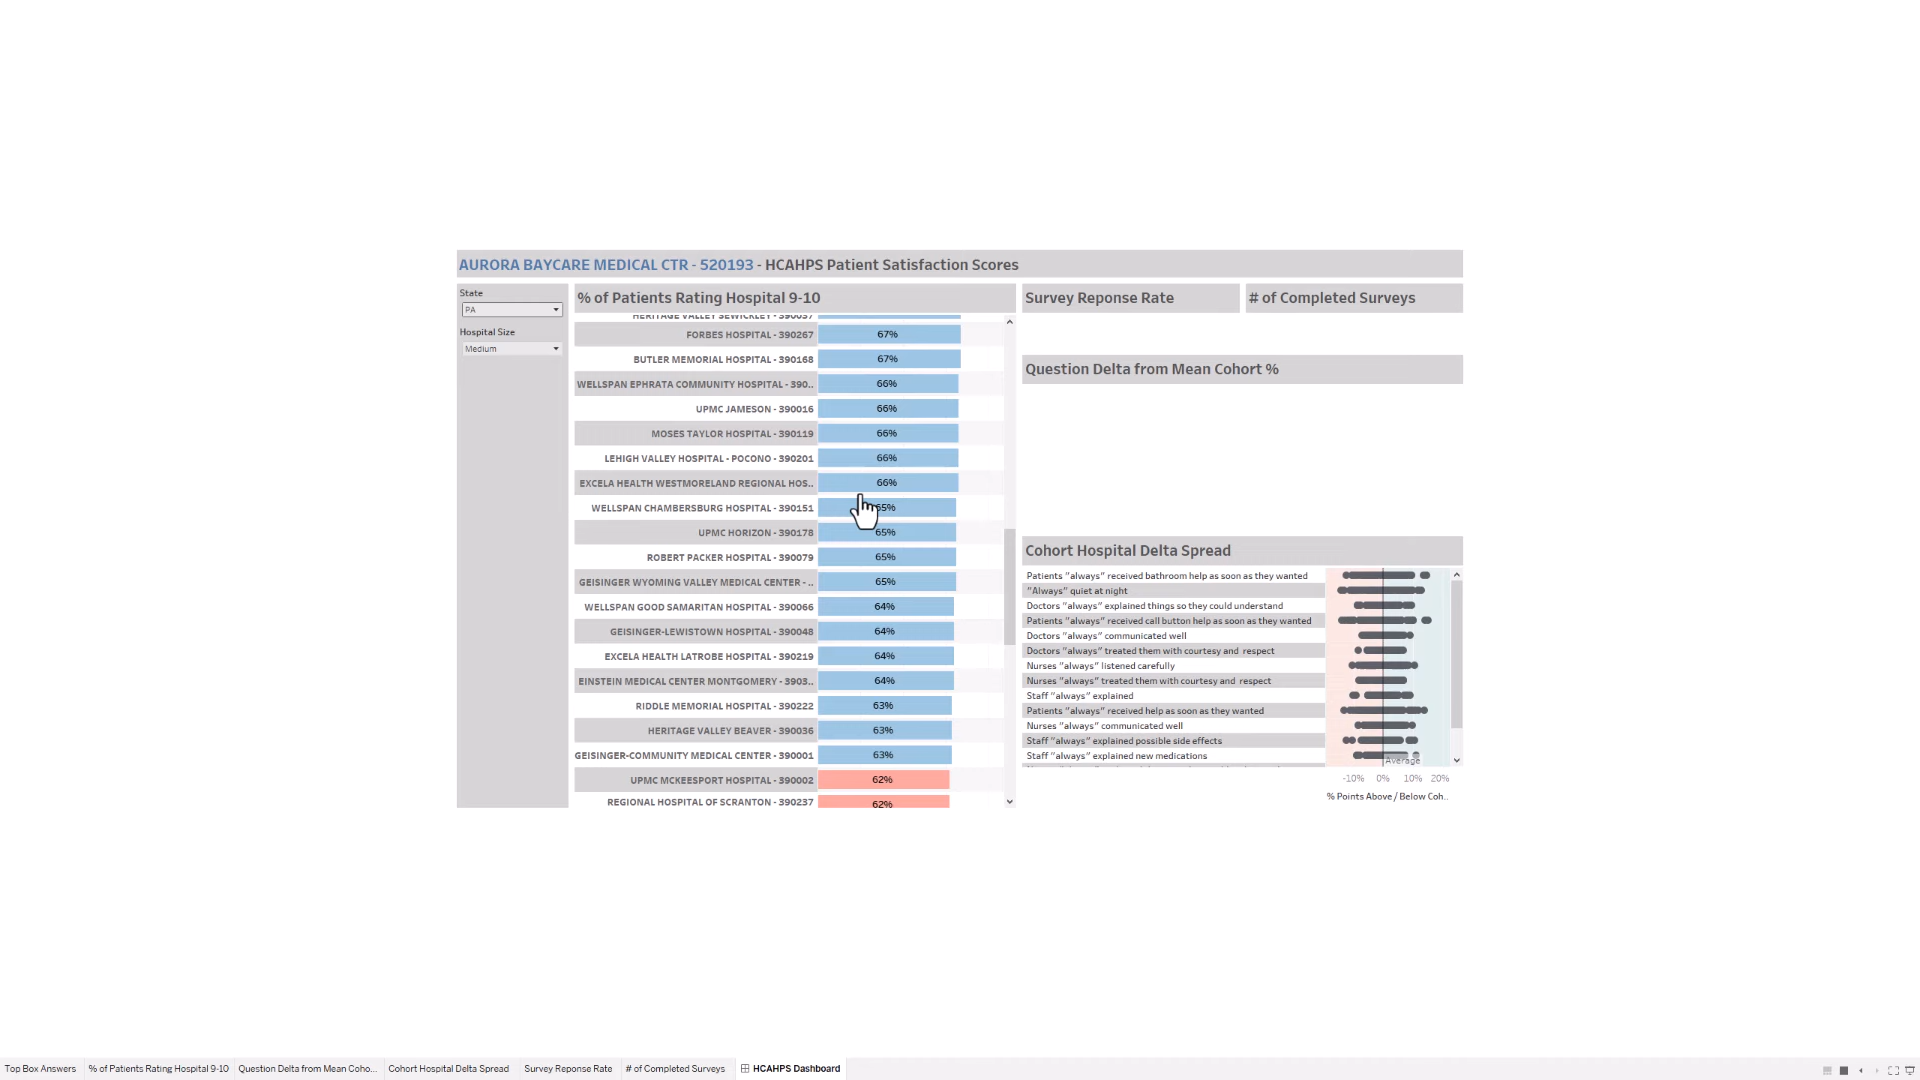 AURORA BAYCARE MEDICAL CTR - 520193 - HCAHPS Patient Satisfaction Scores
State
PA
Hospital Size
Medium
% of Patients Rating Hospital 9-10
HERITAGE VALLEY SEWICKLEY - 390037
FORBES HOSPITAL - 390267 67%
BUTLER MEMORIAL HOSPITAL - 390168 67%
WELLSPAN EPHRATA COMMUNITY HOSPITAL - 390.. 66%
UPMC JAMESON - 390016 66%
MOSES TAYLOR HOSPITAL - 390119 66%
LEHIGH VALLEY HOSPITAL - POCONO - 390201 66%
EXCELA HEALTH WESTMORELAND REGIONAL HOS.. 66%
WELLSPAN CHAMBERSBURG HOSPITAL - 390151 65%
UPMC HORIZON - 390178 65%
ROBERT PACKER HOSPITAL - 390079 65%
GEISINGER WYOMING VALLEY MEDICAL CENTER - .. 65%
WELLSPAN GOOD SAMARITAN HOSPITAL - 390066 64%
GEISINGER-LEWISTOWN HOSPITAL - 390048 64%
EXCELA HEALTH LATROBE HOSPITAL - 390219 64%
EINSTEIN MEDICAL CENTER MONTGOMERY - 3903.. 64%
RIDDLE MEMORIAL HOSPITAL - 390222 63%
HERITAGE VALLEY BEAVER - 390036 63%
GEISINGER-COMMUNITY MEDICAL CENTER - 390001 63%
UPMC MCKEESPORT HOSPITAL - 390002 62%
REGIONAL HOSPITAL OF SCRANTON - 390237 62%
Survey Reponse Rate
# of Completed Surveys
Question Delta from Mean Cohort %
Cohort Hospital Delta Spread
Patients “always” received bathroom help as soon as they wanted
“Always” quiet at night
Doctors “always” explained things so they could understand
Patients “always” received call button help as soon as they wanted
Doctors “always” communicated well
Doctors “always” treated them with courtesy and respect
Nurses “always” listened carefully
Nurses “always” treated them with courtesy and respect
Staff “always” explained
Patients “always” received help as soon as they wanted
Nurses “always” communicated well
Staff “always” explained possible side effects
Staff “always” explained new medications
Average
-10% 0% 10% 20%
% Points Above / Below Coh..
Top Box Answers % of Patients Rating Hospital 9-10 Question Delta from Mean Coho... Cohort Hospital Delta Spread Survey Reponse Rate # of Completed Surveys HCAHPS Dashboard